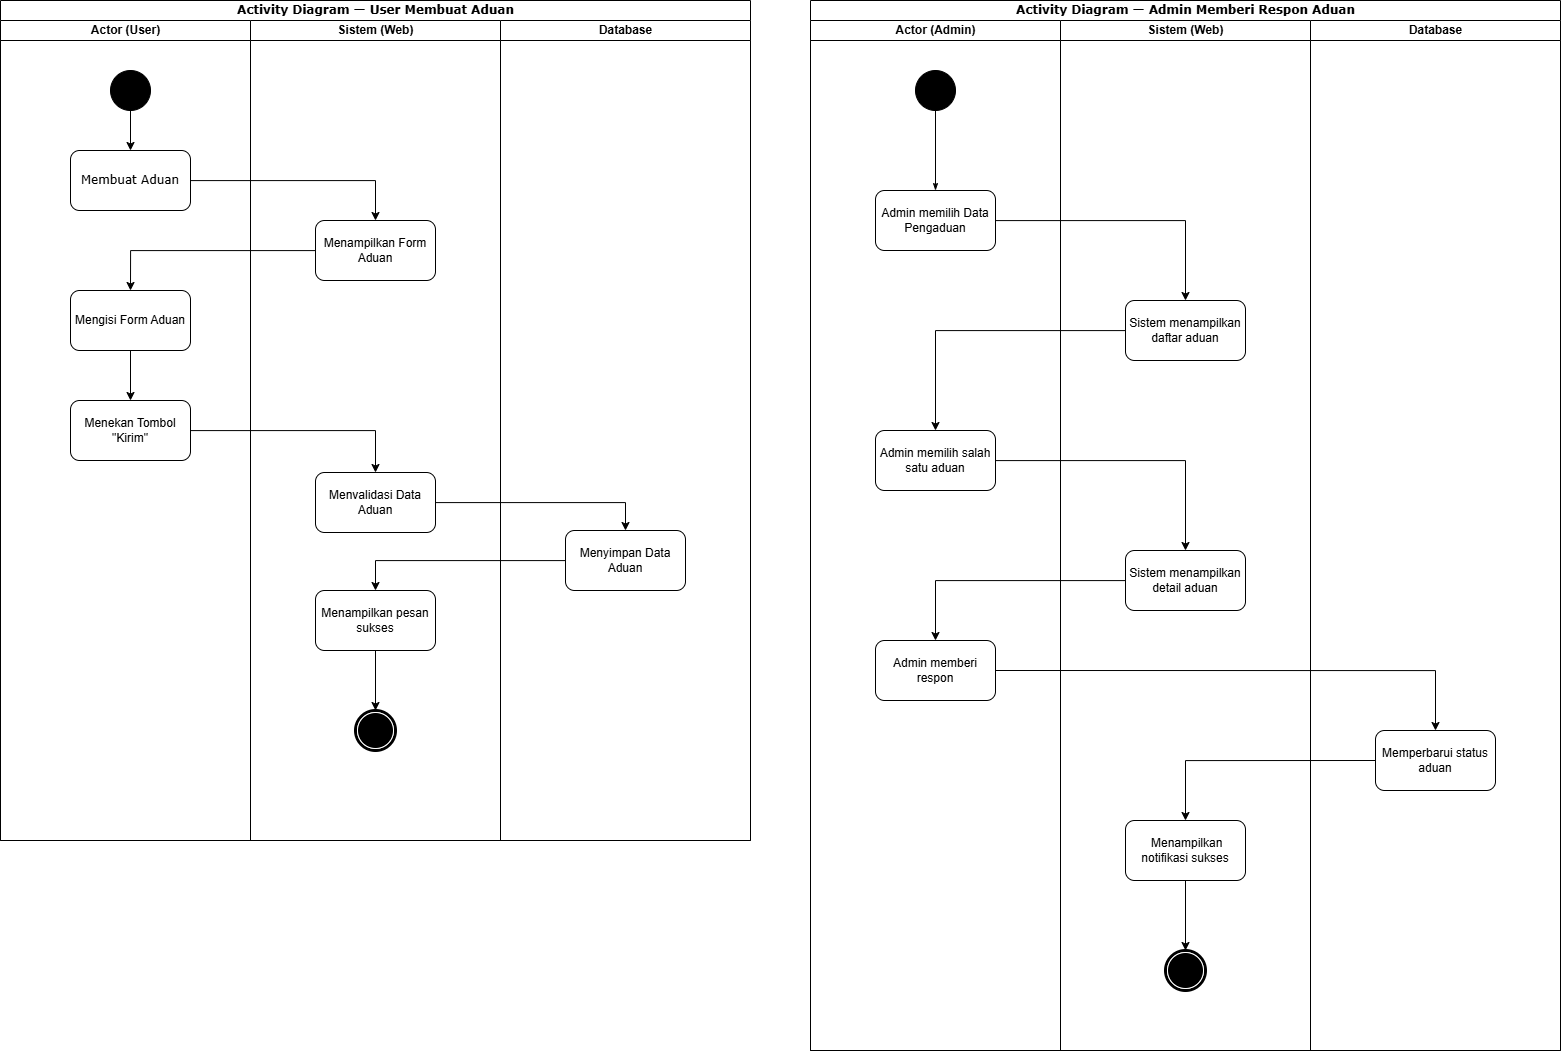 Activity Diagram — User Membuat Aduan
Actor (User)
Sistem (Web)
Database
Membuat Aduan
Menampilkan Form
Aduan
Mengisi Form Aduan
Menekan Tombol
"Kirim"
Menvalidasi Data
Aduan
Menyimpan Data
Aduan
Menampilkan pesan
sukses
Activity Diagram — Admin Memberi Respon Aduan
Actor (Admin)
Sistem (Web)
Database
Admin memilih Data
Pengaduan
Sistem menampilkan
daftar aduan
Admin memilih salah
satu aduan
Sistem menampilkan
detail aduan
Admin memberi
respon
Memperbarui status
aduan
Menampilkan
notifikasi sukses